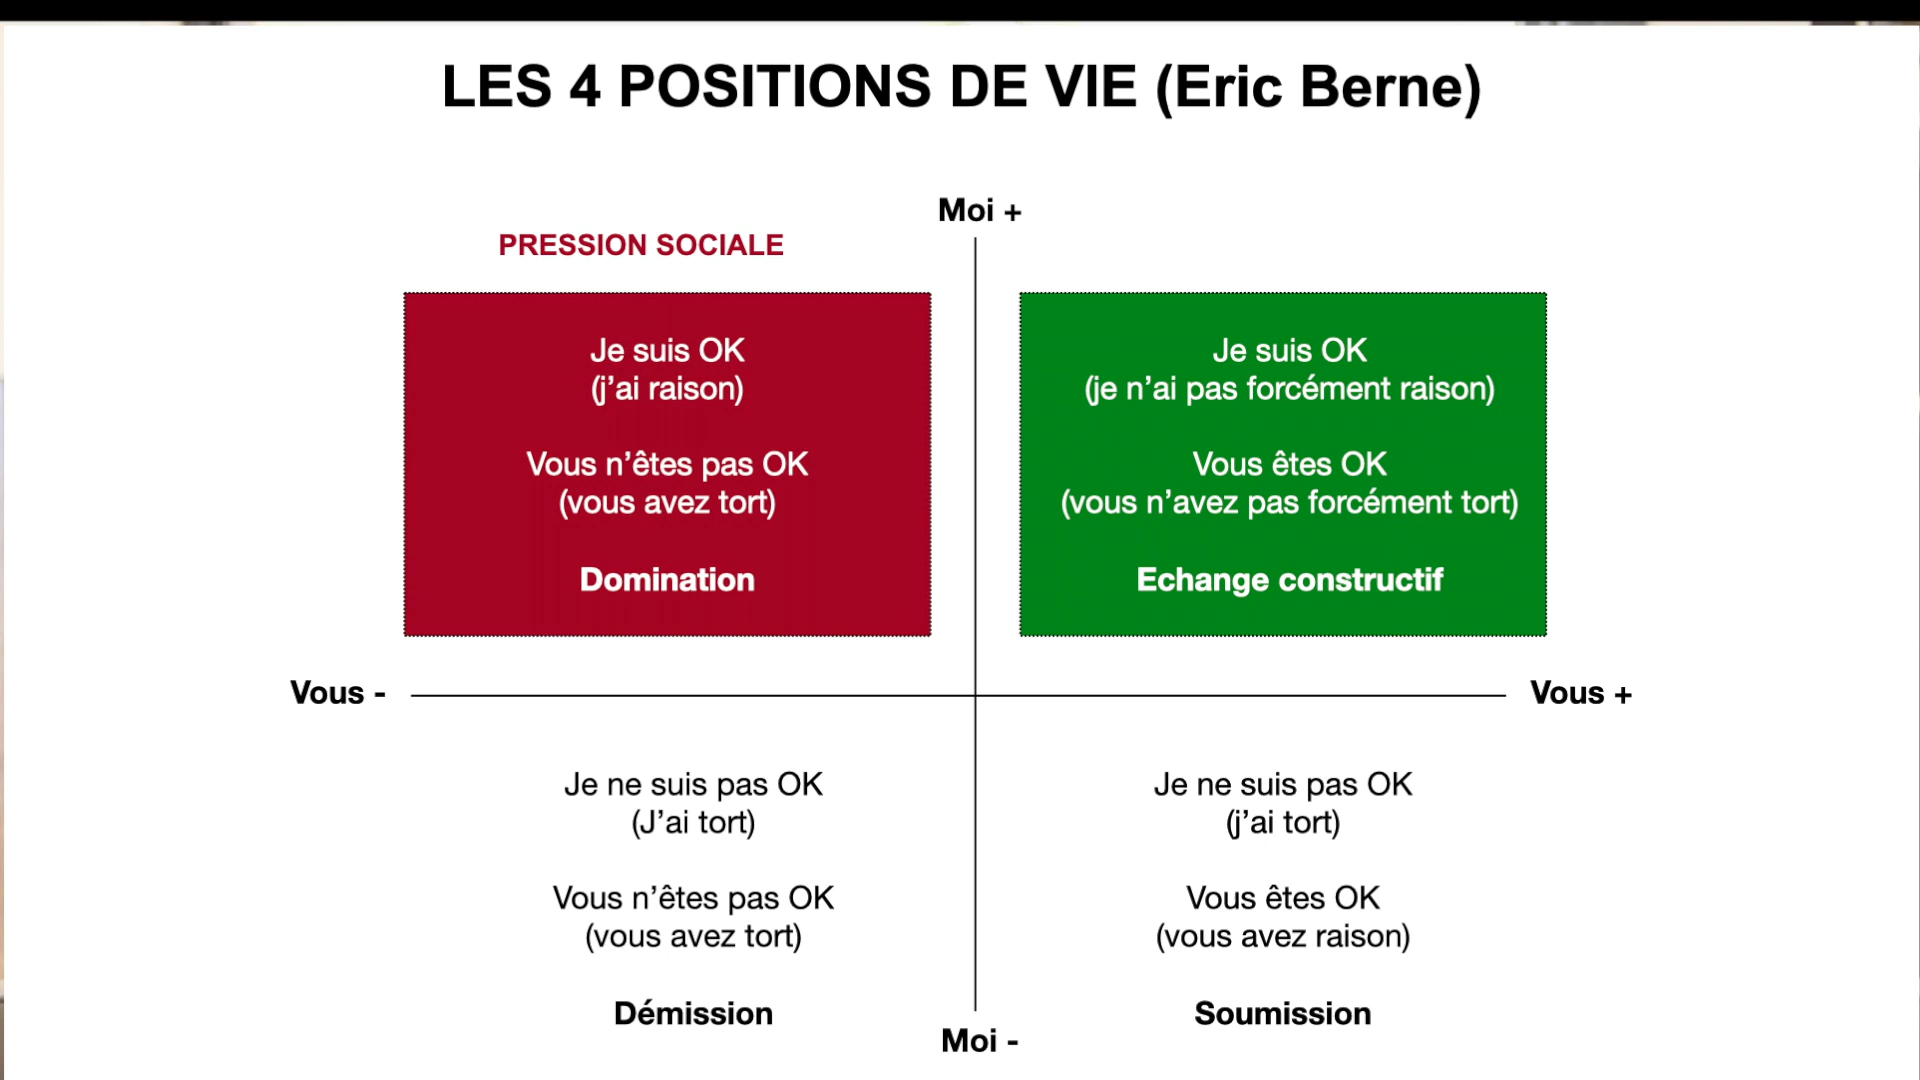 LES 4 POSITIONS DE VIE (Eric Berne)
Moi +
PRESSION SOCIALE
Je suis OK
(j’ai raison)
Vous n’êtes pas OK
(vous avez tort)
Domination
Je suis OK
(je n’ai pas forcément raison)
Vous êtes OK
(vous n’avez pas forcément tort)
Echange constructif
Vous -
Vous +
Je ne suis pas OK
(J’ai tort)
Vous n’êtes pas OK
(vous avez tort)
Démission
Je ne suis pas OK
(j’ai tort)
Vous êtes OK
(vous avez raison)
Soumission
Moi -